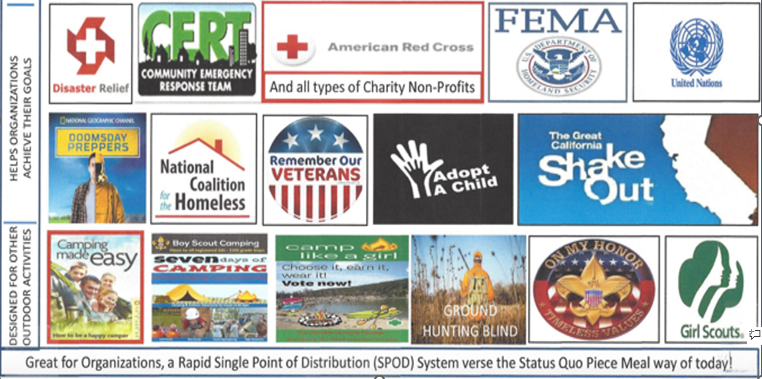 HELPS ORGANIZATIONS
ACHIEVE THEIR GOALS
Disaster Relief
CERT
COMMUNITY EMERGENCY
RESPONSE TEAM
American Red Cross
And all types of Charity Non-Profits
FEMA
U.S. DEPARTMENT OF
HOMELAND SECURITY
United Nations
NATIONAL GEOGRAPHIC CHANNEL
DOOMSDAY
PREPPERS
National
Coalition
for the Homeless
Remember Our
VETERANS
Adopt
A Child
The Great
California
Shake
Out
DESIGNED FOR OTHER
OUTDOOR ACTIVITIES
Camping
made easy
How to be a happy camper
Boy Scout Camping
seven days of
CAMPING
camp
like a girl
Choose it, earn it,
wear it!
Vote now!
GROUND
HUNTING BLIND
ON MY HONOR
TIMELESS VALUES
Girl Scouts
Great for Organizations, a Rapid Single Point of Distribution (SPOD) System verse the Status Quo Piece Meal way of today!